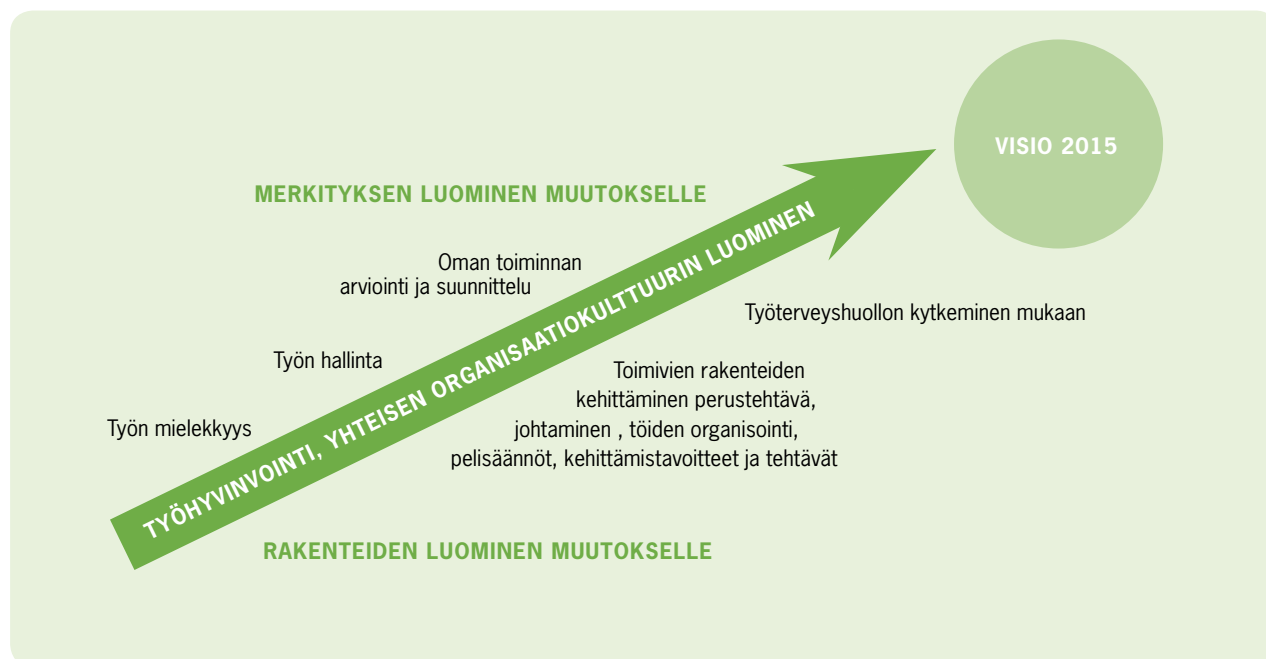 VISIO 2015
MERKITYKSEN LUOMINEN MUUTOKSELLE
Oman toiminnan
arviointi ja suunnittelu
Työn hallinta
Työn mielekkyys
TYÖHYVINVOINTI, YHTEISEN ORGANISAATIOKULTTUURIN LUOMINEN
Työterveyshuollon kytkeminen mukaan
Toimivien rakenteiden
kehittäminen perustehtävä,
johtaminen , töiden organisointi,
pelisäännöt, kehittämistavoitteet ja tehtävät
RAKENTEIDEN LUOMINEN MUUTOKSELLE